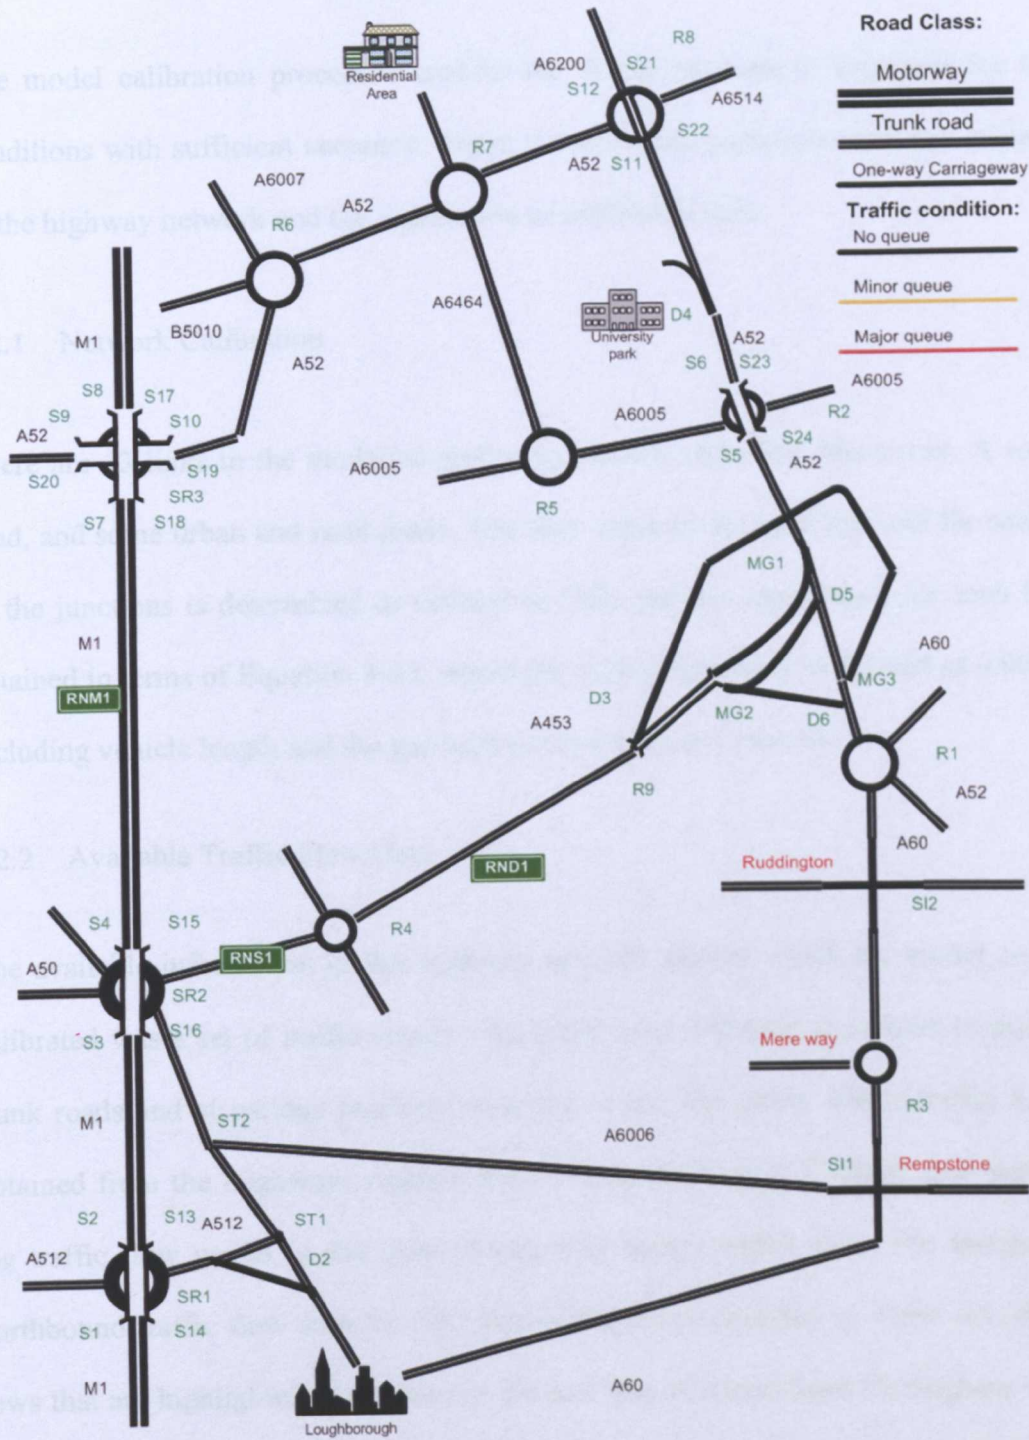 Road Class:
Motorway
Trunk road
One-way Carriageway
Traffic condition:
No queue
Minor queue
Major queue
Residential
Area
R8
A6200
S21
S12
A6514
S22
R7
A52
S11
A6007
A52
R6
A6464
B5010
M1
A52
University
park
D4
A52
S6
S23
A6005
S8
S17
S9
S10
A52
A6005
R2
S24
S20
S19
A6005
S5
A52
SR3
R5
S7
S18
MG1
D5
M1
A60
MG3
RNM1
D3
MG2
D6
A453
R1
R9
A52
A60
RND1
Ruddington
SI2
S4
S15
R4
RNS1
A50
SR2
S16
S3
Mere way
R3
M1
ST2
A6006
SI1
Rempstone
S2
S13
A512
ST1
A512
D2
SR1
S1
S14
M1
A60
Loughborough